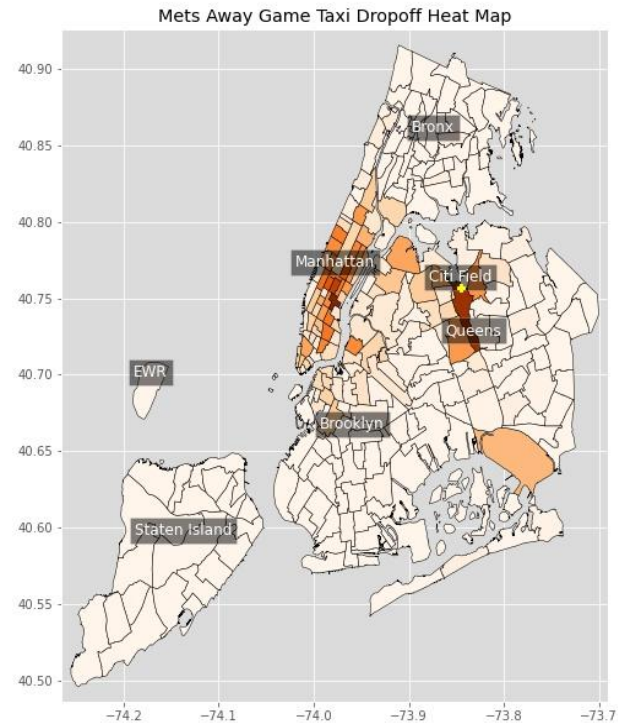 Mets Away Game Taxi Dropoff Heat Map
40.90
40.85
40.80
40.75
40.70
40.65
40.60
40.55
40.50
Bronx
Manhattan
Citi Field
Queens
EWR
Brooklyn
Staten Island
−74.2 −74.1 −74.0 −73.9 −73.8 −73.7